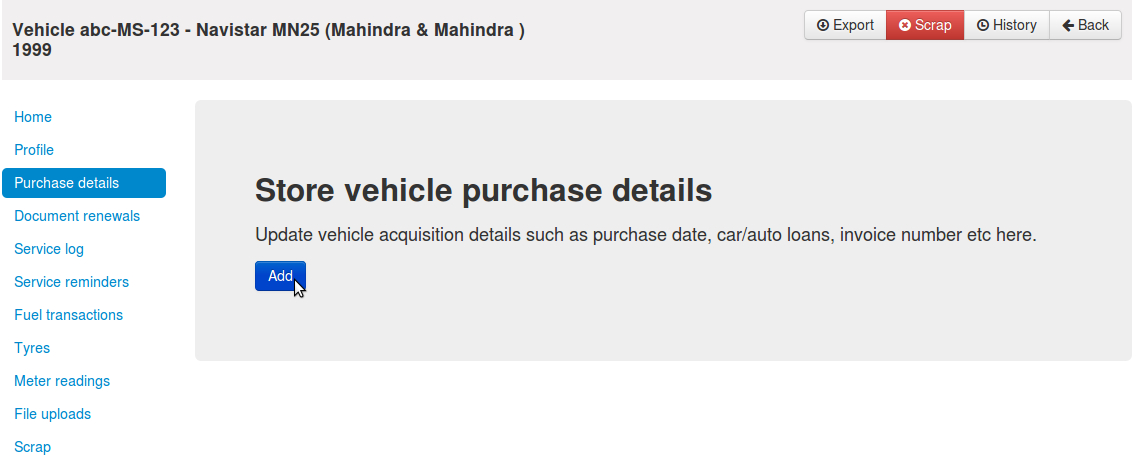 Vehicle abc-MS-123 - Navistar MN25 (Mahindra & Mahindra )
1999
Export
Scrap
History
Back
Home
Profile
Purchase details
Document renewals
Service log
Service reminders
Fuel transactions
Tyres
Meter readings
File uploads
Scrap
Store vehicle purchase details
Update vehicle acquisition details such as purchase date, car/auto loans, invoice number etc here.
Add